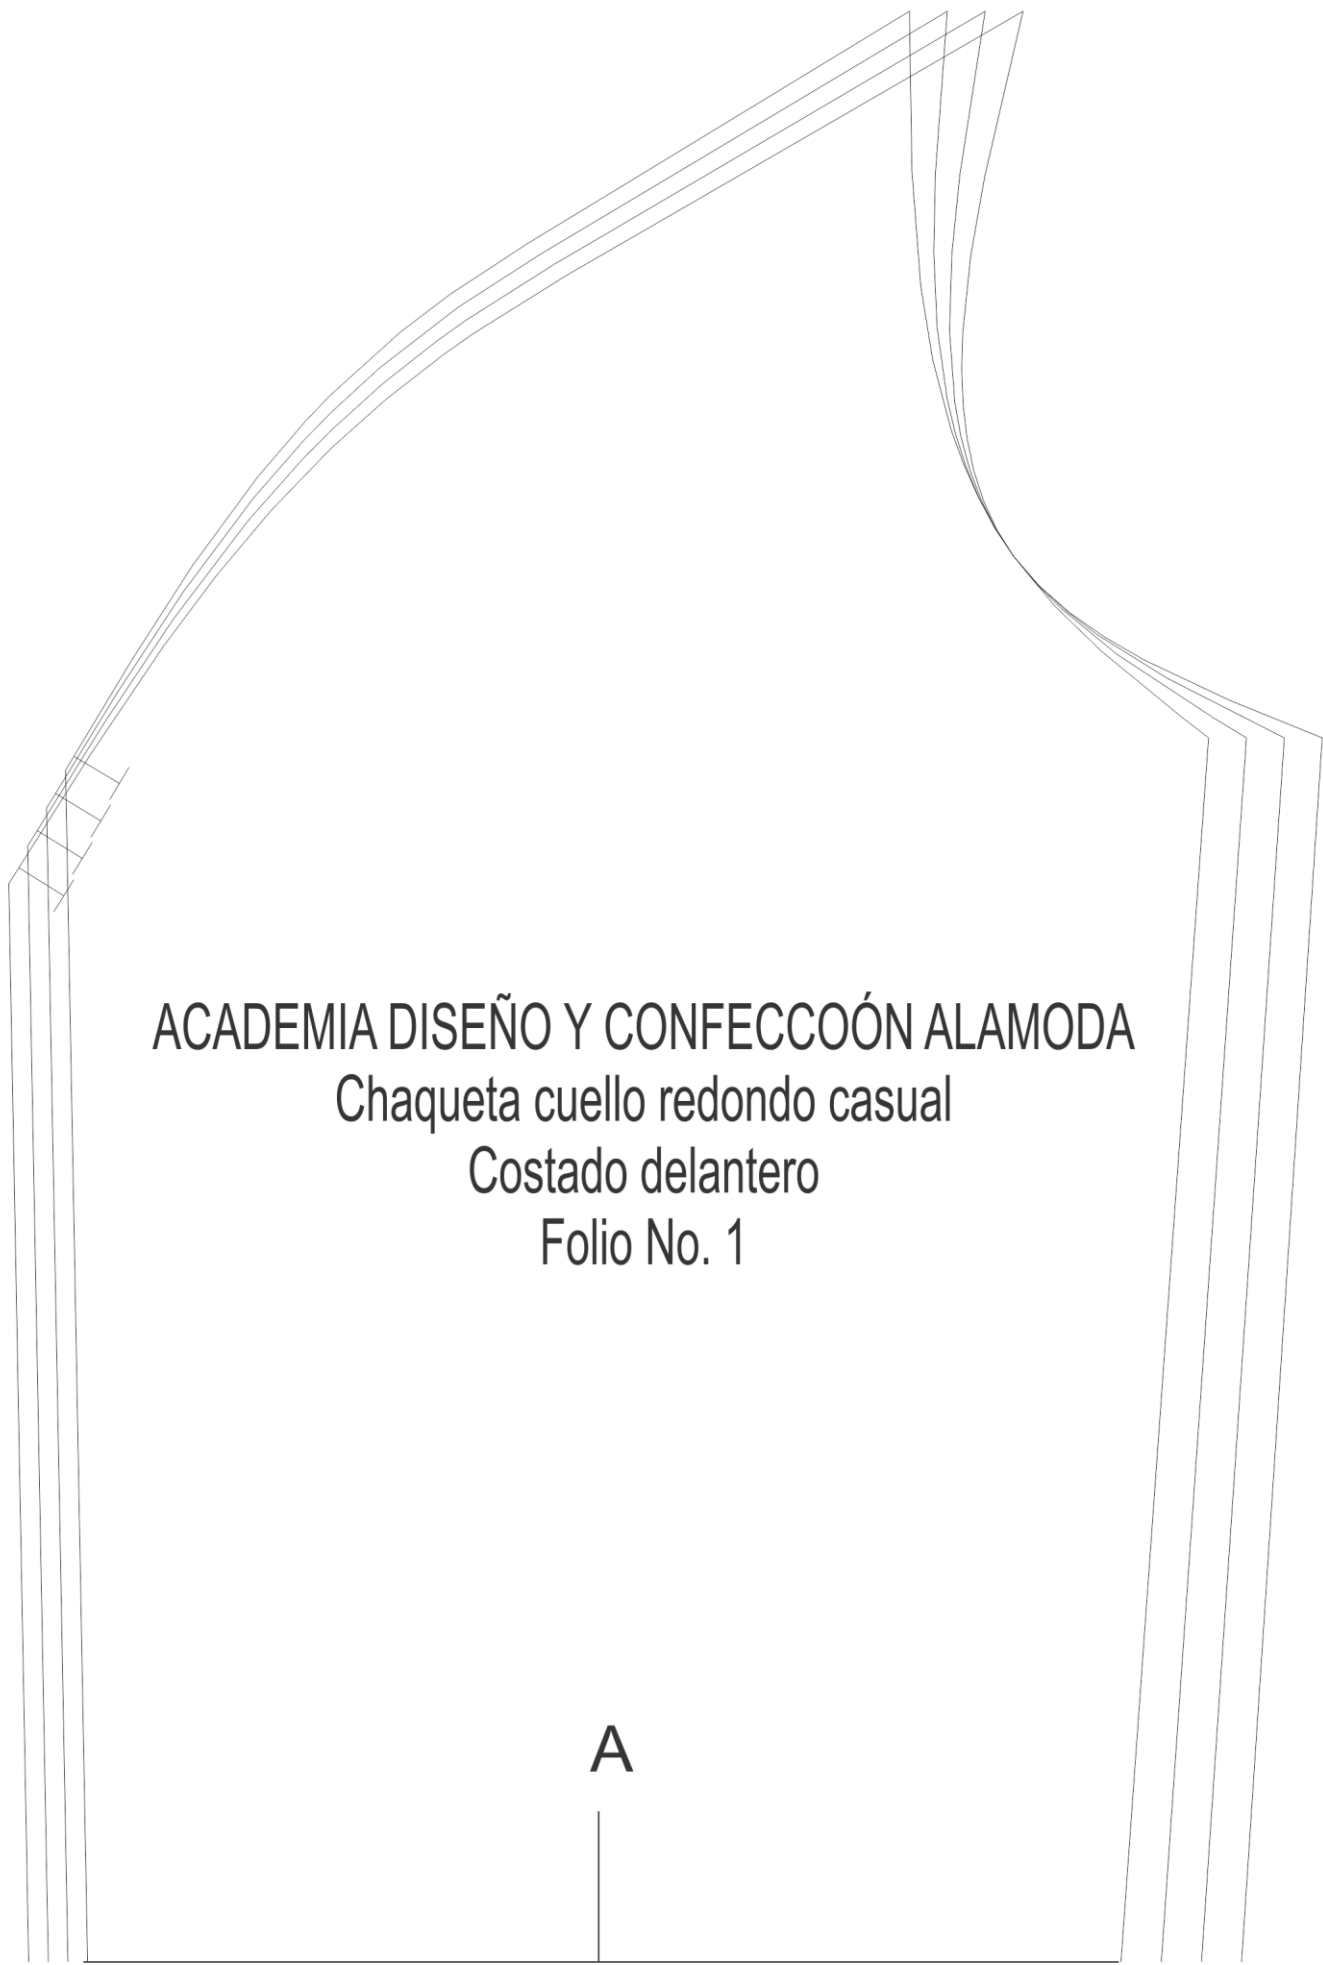 ACADEMIA DISEÑO Y CONFECCOÓN ALAMODA
Chaqueta cuello redondo casual
Costado delantero
Folio No. 1
A